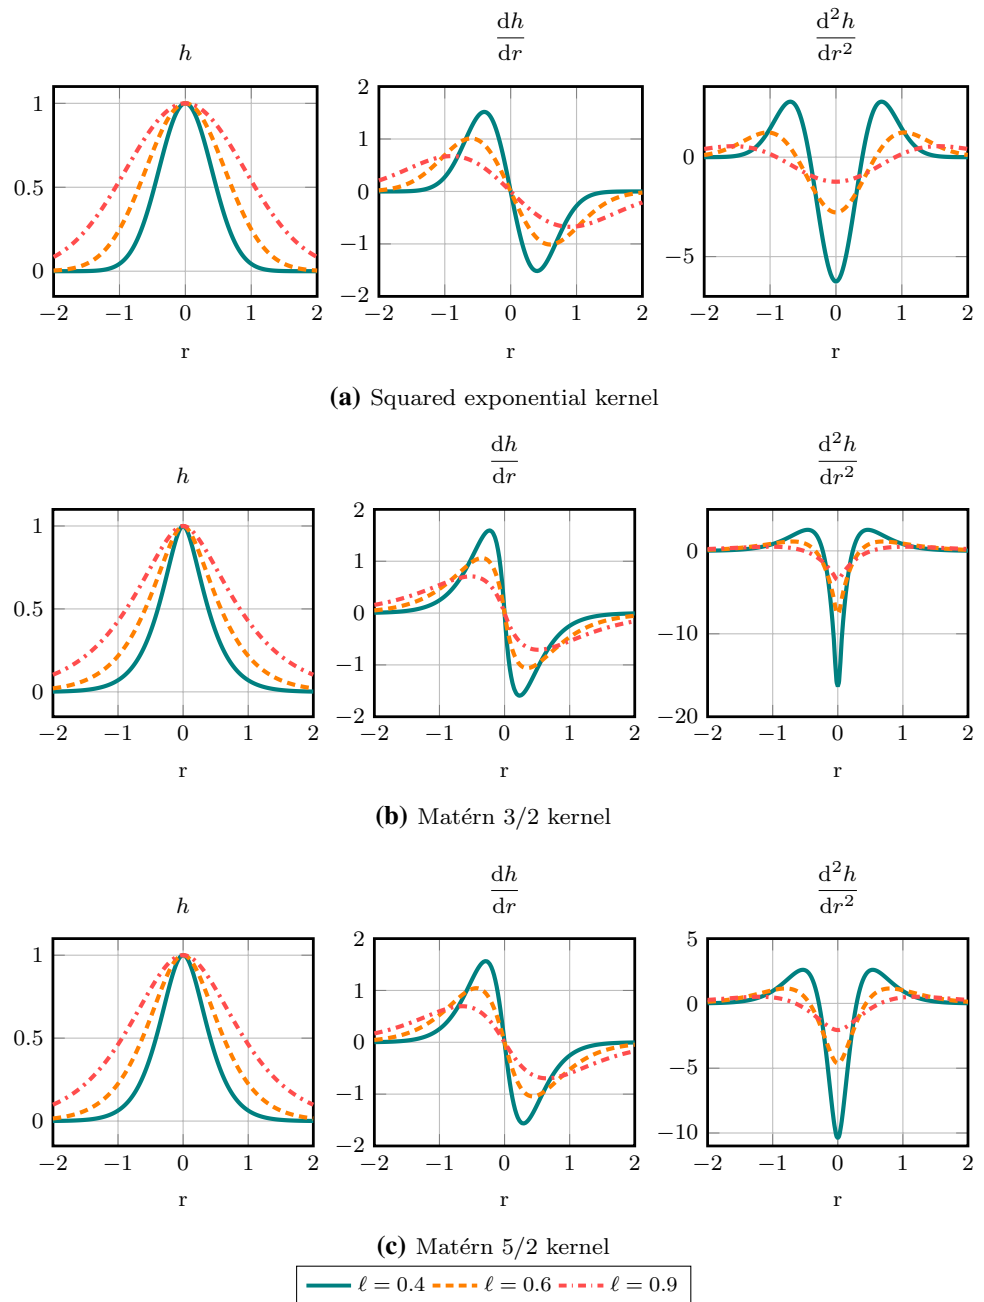 h
dh
dr
d²h
dr²
1
0.5
0
−2 −1 0 1 2
r
2
1
0
−1
−2
−2 −1 0 1 2
r
0
−5
−2 −1 0 1 2
r
(a) Squared exponential kernel
h
dh
dr
d²h
dr²
1
0.5
0
−2 −1 0 1 2
r
2
1
0
−1
−2
−2 −1 0 1 2
r
0
−10
−20
−2 −1 0 1 2
r
(b) Matérn 3/2 kernel
h
dh
dr
d²h
dr²
1
0.5
0
−2 −1 0 1 2
r
2
1
0
−1
−2
−2 −1 0 1 2
r
5
0
−5
−10
−2 −1 0 1 2
r
(c) Matérn 5/2 kernel
ℓ = 0.4 ℓ = 0.6 ℓ = 0.9